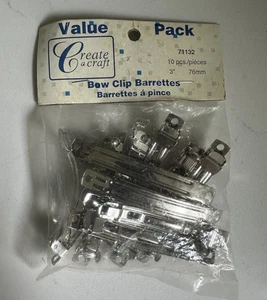 Value Pack
Create
a craft
71132
10 pcs./pièces
3" 76mm
Bow Clip Barrettes
Barrettes à pince